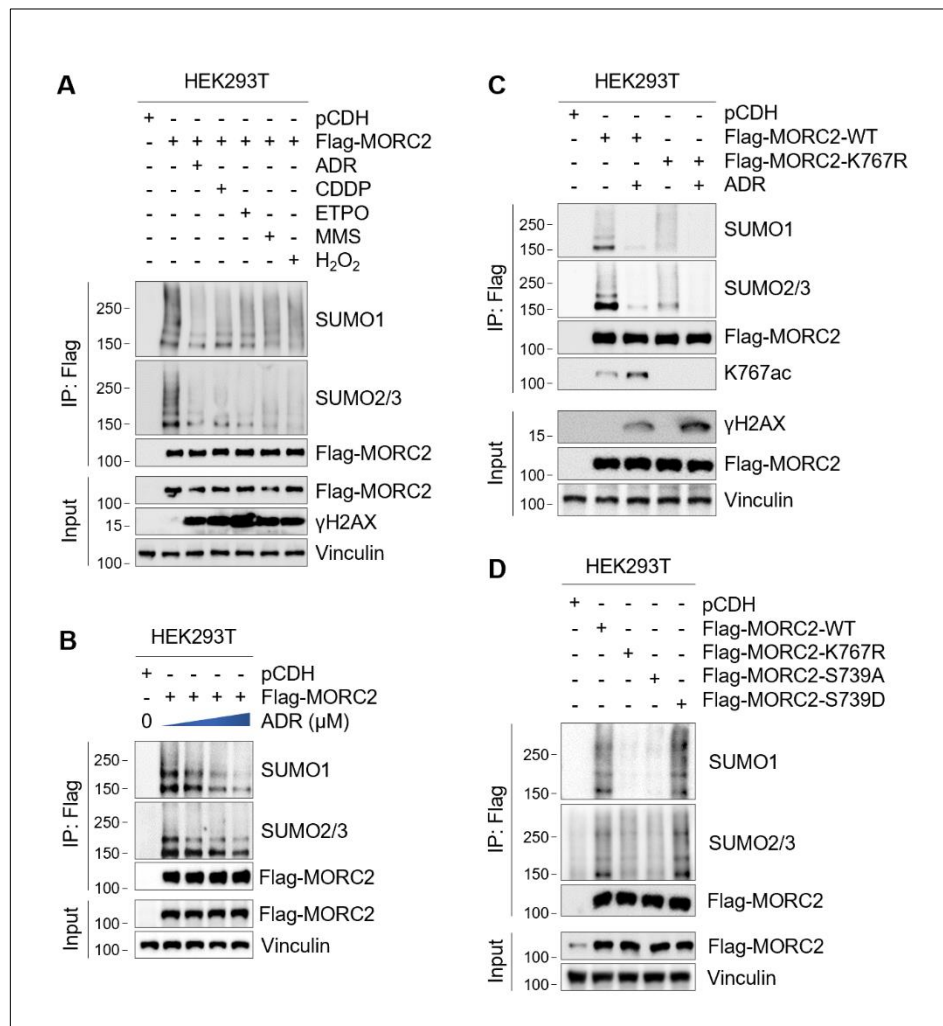 A
HEK293T
+ - - - - - - pCDH
- + + + + + + Flag-MORC2
- - + - - - - ADR
- - - + - - - CDDP
- - - - + - - ETPO
- - - - - + - MMS
- - - - - - + H₂O₂
IP: Flag
250
150
SUMO1
250
150
SUMO2/3
100
Flag-MORC2
Input
100
Flag-MORC2
15
γH2AX
100
Vinculin
B
HEK293T
+ - - - - pCDH
- + + + + Flag-MORC2
0 ADR (μM)
IP: Flag
250
150
SUMO1
250
150
SUMO2/3
100
Flag-MORC2
Input
100
Flag-MORC2
100
Vinculin
C
HEK293T
+ - - - - pCDH
- + + - - Flag-MORC2-WT
- - - + + Flag-MORC2-K767R
- - + - + ADR
IP: Flag
250
150
SUMO1
250
150
SUMO2/3
100
Flag-MORC2
100
K767ac
Input
15
γH2AX
100
Flag-MORC2
100
Vinculin
D
HEK293T
+ - - - - pCDH
- + - - - Flag-MORC2-WT
- - + - - Flag-MORC2-K767R
- - - + - Flag-MORC2-S739A
- - - - + Flag-MORC2-S739D
IP: Flag
250
150
SUMO1
250
150
SUMO2/3
100
Flag-MORC2
Input
100
Flag-MORC2
100
Vinculin